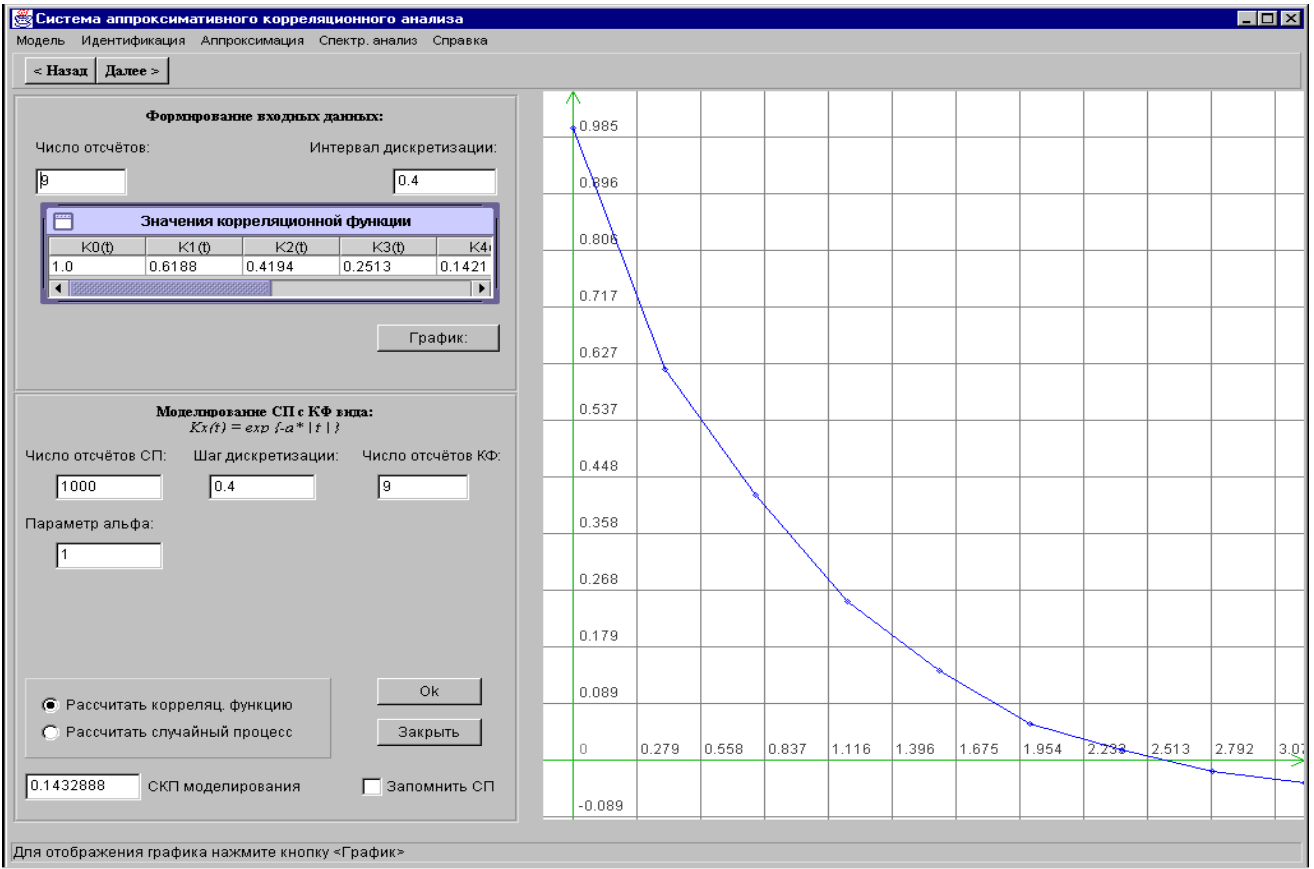 Система аппроксимативного корреляционного анализа
Модель Идентификация Аппроксимация Спектр. анализ Справка
< Назад Далее >
Формирование входных данных:
Число отсчётов: Интервал дискретизации:
9 0.4
Значения корреляционной функции
K0(t) K1(t) K2(t) K3(t) K4(
1.0 0.6188 0.4194 0.2513 0.1421
График:
Моделирование СП с КФ вида:
Kx(t) = exp {-a* | t | }
Число отсчётов СП: Шаг дискретизации: Число отсчётов КФ:
1000 0.4 9
Параметр альфа:
1
Рассчитать корреляц. функцию
Рассчитать случайный процесс
Ok
Закрыть
0.1432888 СКП моделирования Запомнить СП
0.985
0.896
0.806
0.717
0.627
0.537
0.448
0.358
0.268
0.179
0.089
0 0.279 0.558 0.837 1.116 1.396 1.675 1.954 2.233 2.513 2.792 3.07
-0.089
Для отображения графика нажмите кнопку <График>